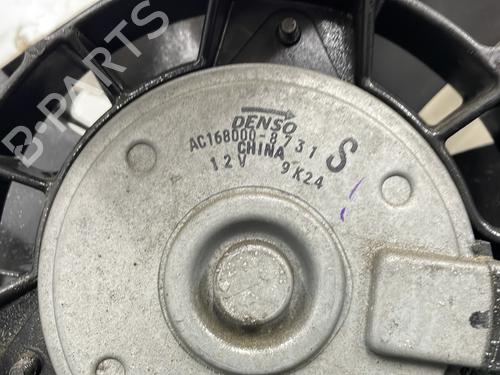 DENSO
AC168000-8731 S
CHINA
12V 9K24
B-PARTS